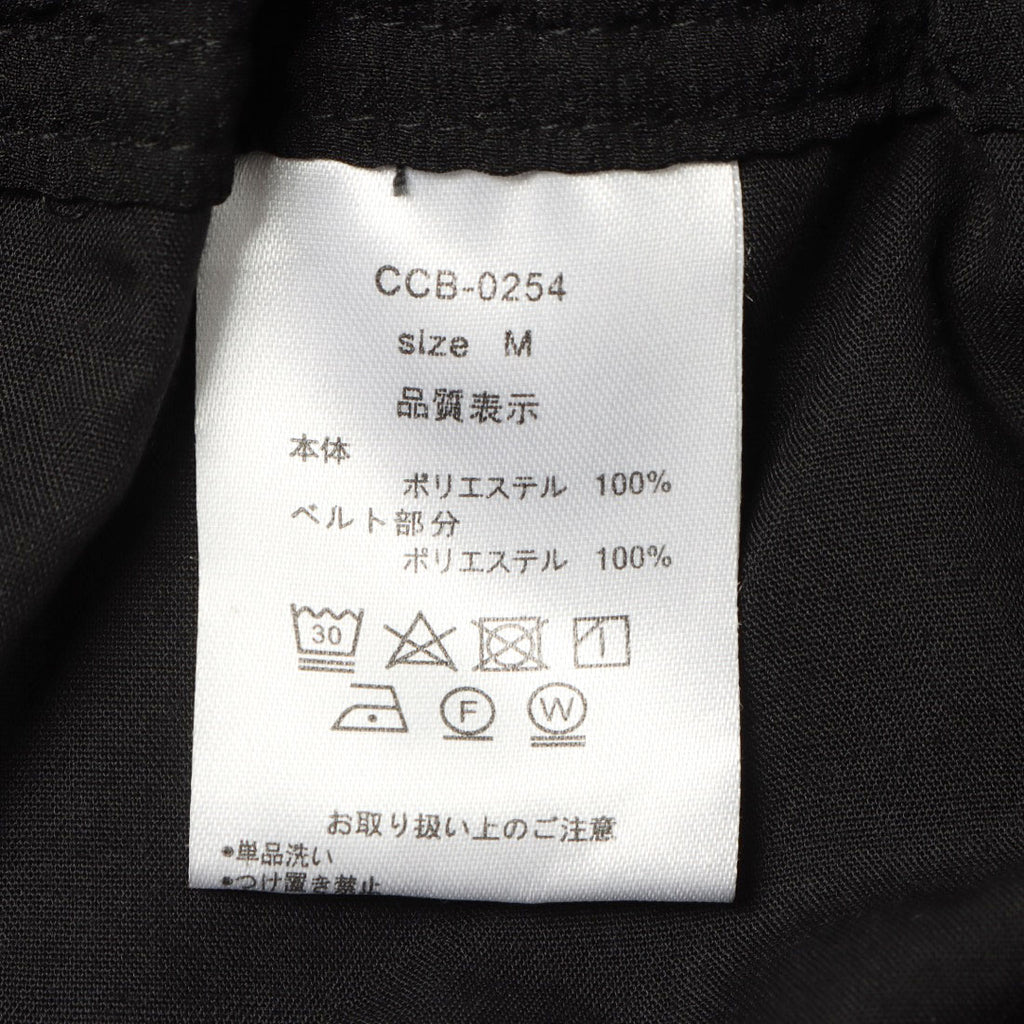 CCB-0254
size M
品質表示
本体
ポリエステル 100%
ベルト部分
ポリエステル 100%
30
F W
お取り扱い上のご注意
•単品洗い
•つけ置き禁止